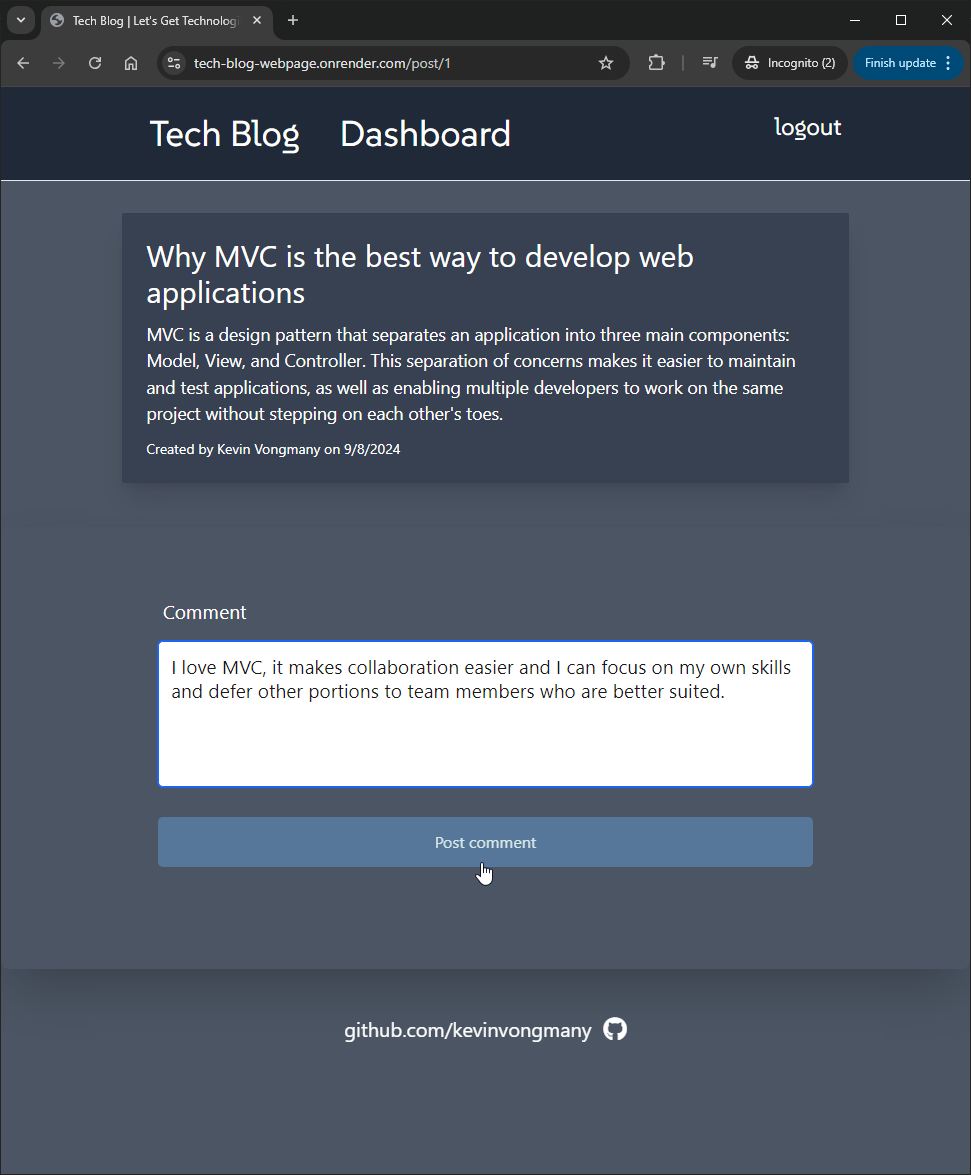 Tech Blog | Let's Get Technologi
tech-blog-webpage.onrender.com/post/1
Incognito (2)
Finish update
Tech Blog
Dashboard
logout
Why MVC is the best way to develop web
applications
MVC is a design pattern that separates an application into three main components:
Model, View, and Controller. This separation of concerns makes it easier to maintain
and test applications, as well as enabling multiple developers to work on the same
project without stepping on each other's toes.
Created by Kevin Vongmany on 9/8/2024
Comment
I love MVC, it makes collaboration easier and I can focus on my own skills
and defer other portions to team members who are better suited.
Post comment
github.com/kevinvongmany